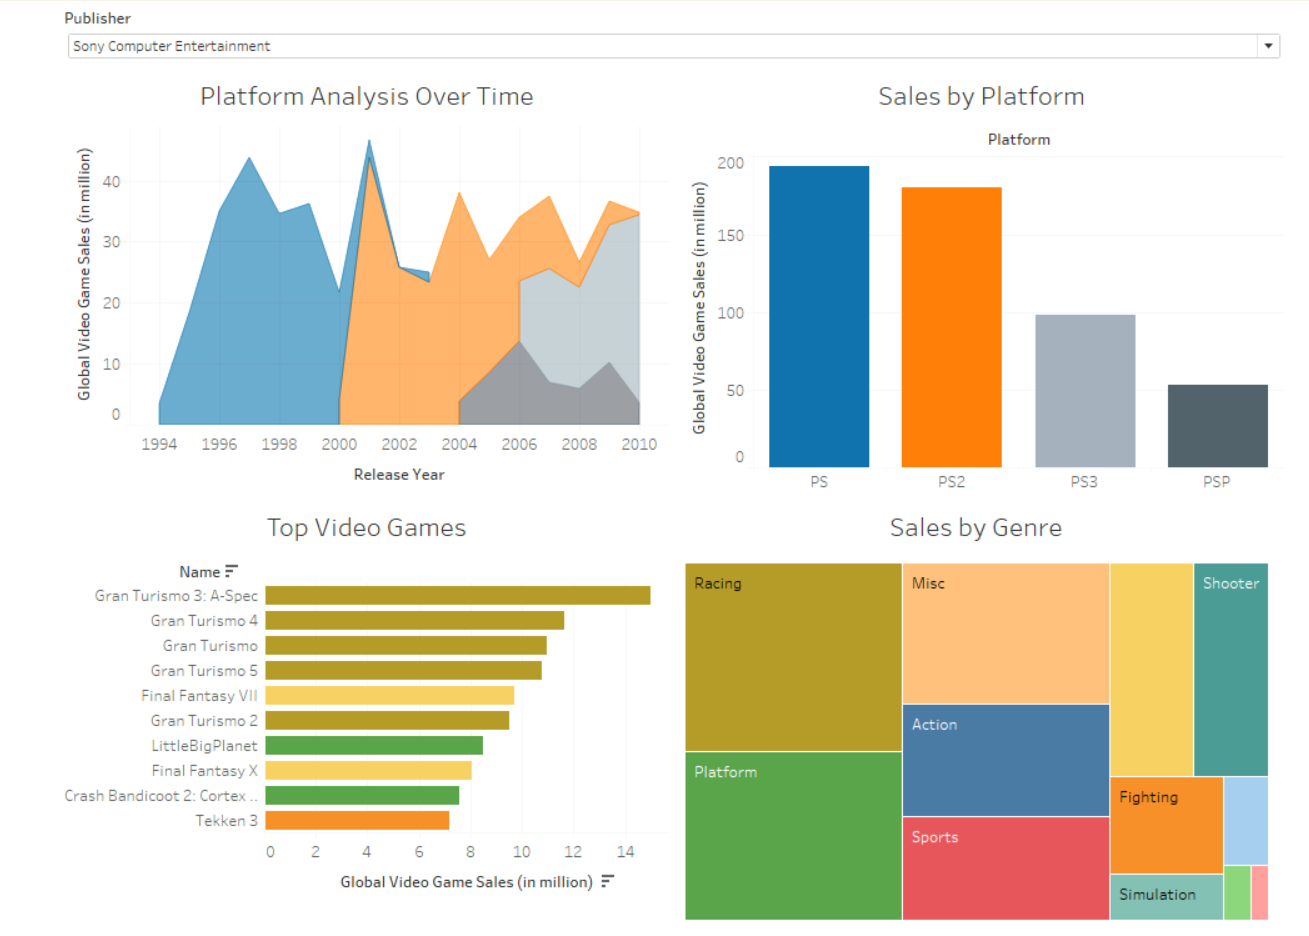 Publisher
Sony Computer Entertainment
Platform Analysis Over Time
Global Video Game Sales (in million)
40
30
20
10
0
1994 1996 1998 2000 2002 2004 2006 2008 2010
Release Year
Sales by Platform
Platform
Global Video Game Sales (in million)
200
150
100
50
0
PS PS2 PS3 PSP
Top Video Games
Name
Gran Turismo 3: A-Spec
Gran Turismo 4
Gran Turismo
Gran Turismo 5
Final Fantasy VII
Gran Turismo 2
LittleBigPlanet
Final Fantasy X
Crash Bandicoot 2: Cortex ..
Tekken 3
0 2 4 6 8 10 12 14
Global Video Game Sales (in million)
Sales by Genre
Racing
Misc
Shooter
Action
Platform
Fighting
Sports
Simulation